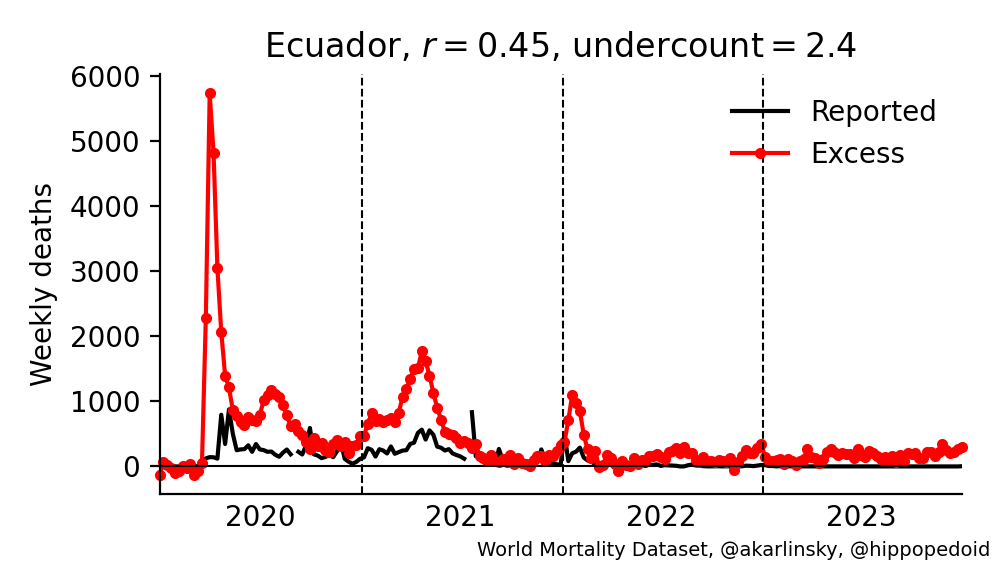 Ecuador, r = 0.45, undercount = 2.4
Reported
Excess
Weekly deaths
6000
5000
4000
3000
2000
1000
0
2020 2021 2022 2023
World Mortality Dataset, @akarlinsky, @hippopedoid